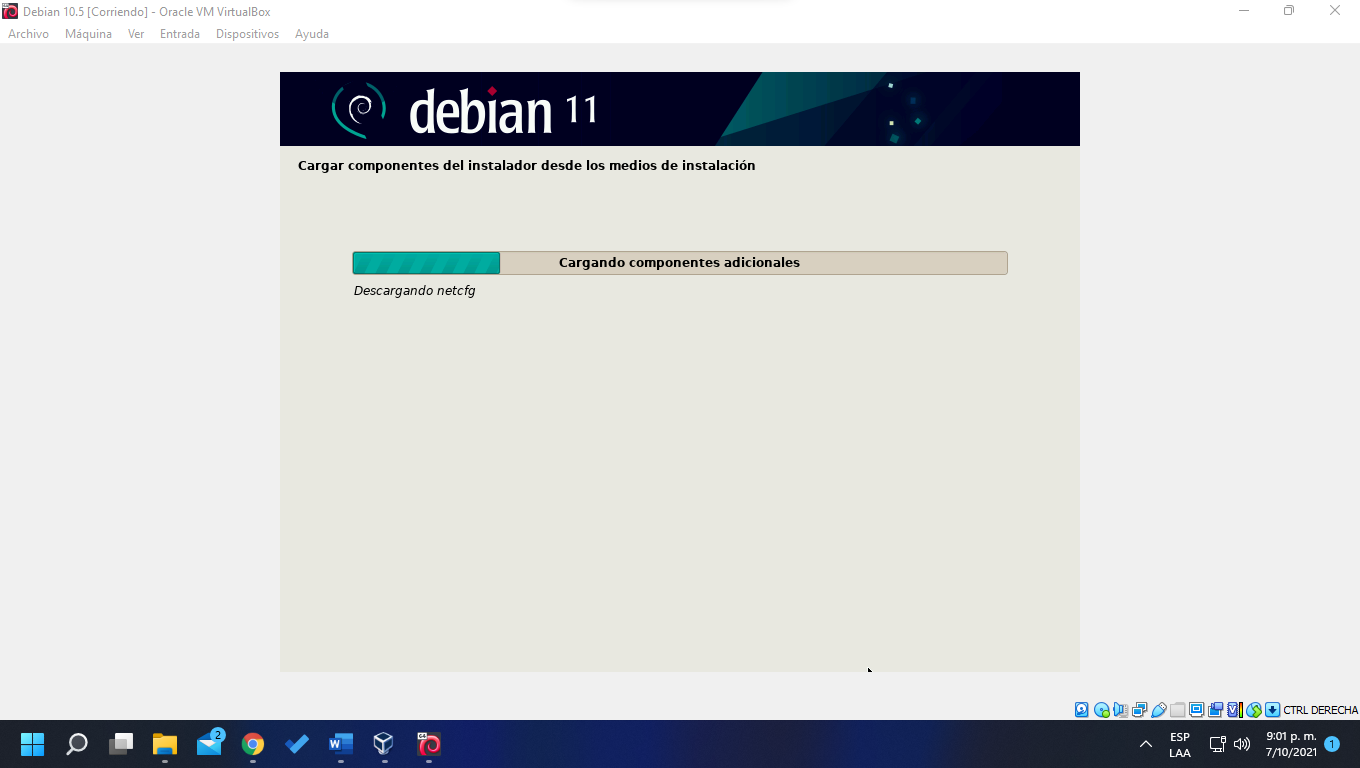 Debian 10.5 [Corriendo] - Oracle VM VirtualBox
Archivo Máquina Ver Entrada Dispositivos Ayuda
debian 11
Cargar componentes del instalador desde los medios de instalación
Cargando componentes adicionales
Descargando netcfg
CTRL DERECHA
2
W
64
ESP
LAA
9:01 p. m.
7/10/2021
1